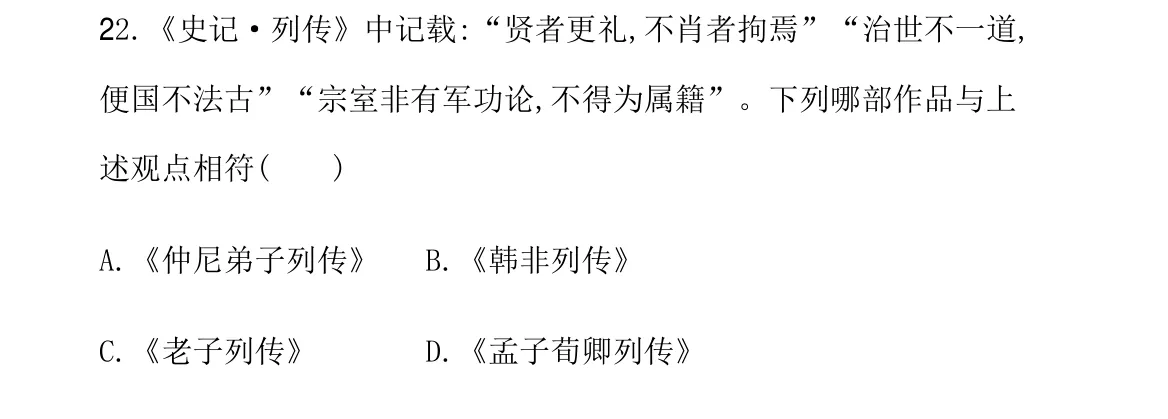 22.《史记·列传》中记载:“贤者更礼,不肖者拘焉”“治世不一道,
便国不法古”“宗室非有军功论,不得为属籍”。下列哪部作品与上
述观点相符(　　)
A.《仲尼弟子列传》　B.《韩非列传》
C.《老子列传》　D.《孟子荀卿列传》